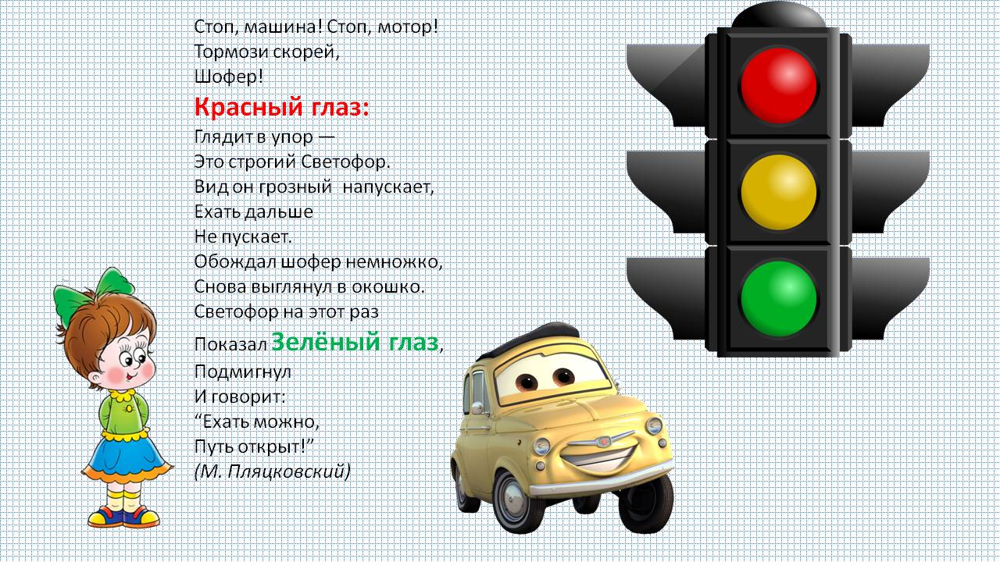 Стоп, машина! Стоп, мотор!
Тормози скорей,
Шофер!
Красный глаз:
Глядит в упор —
Это строгий Светофор.
Вид он грозный напускает,
Ехать дальше
Не пускает.
Обождал шофер немножко,
Снова выглянул в окошко.
Светофор на этот раз
Показал Зелёный глаз,
Подмигнул
И говорит:
“Ехать можно,
Путь открыт!”
(М. Пляцковский)